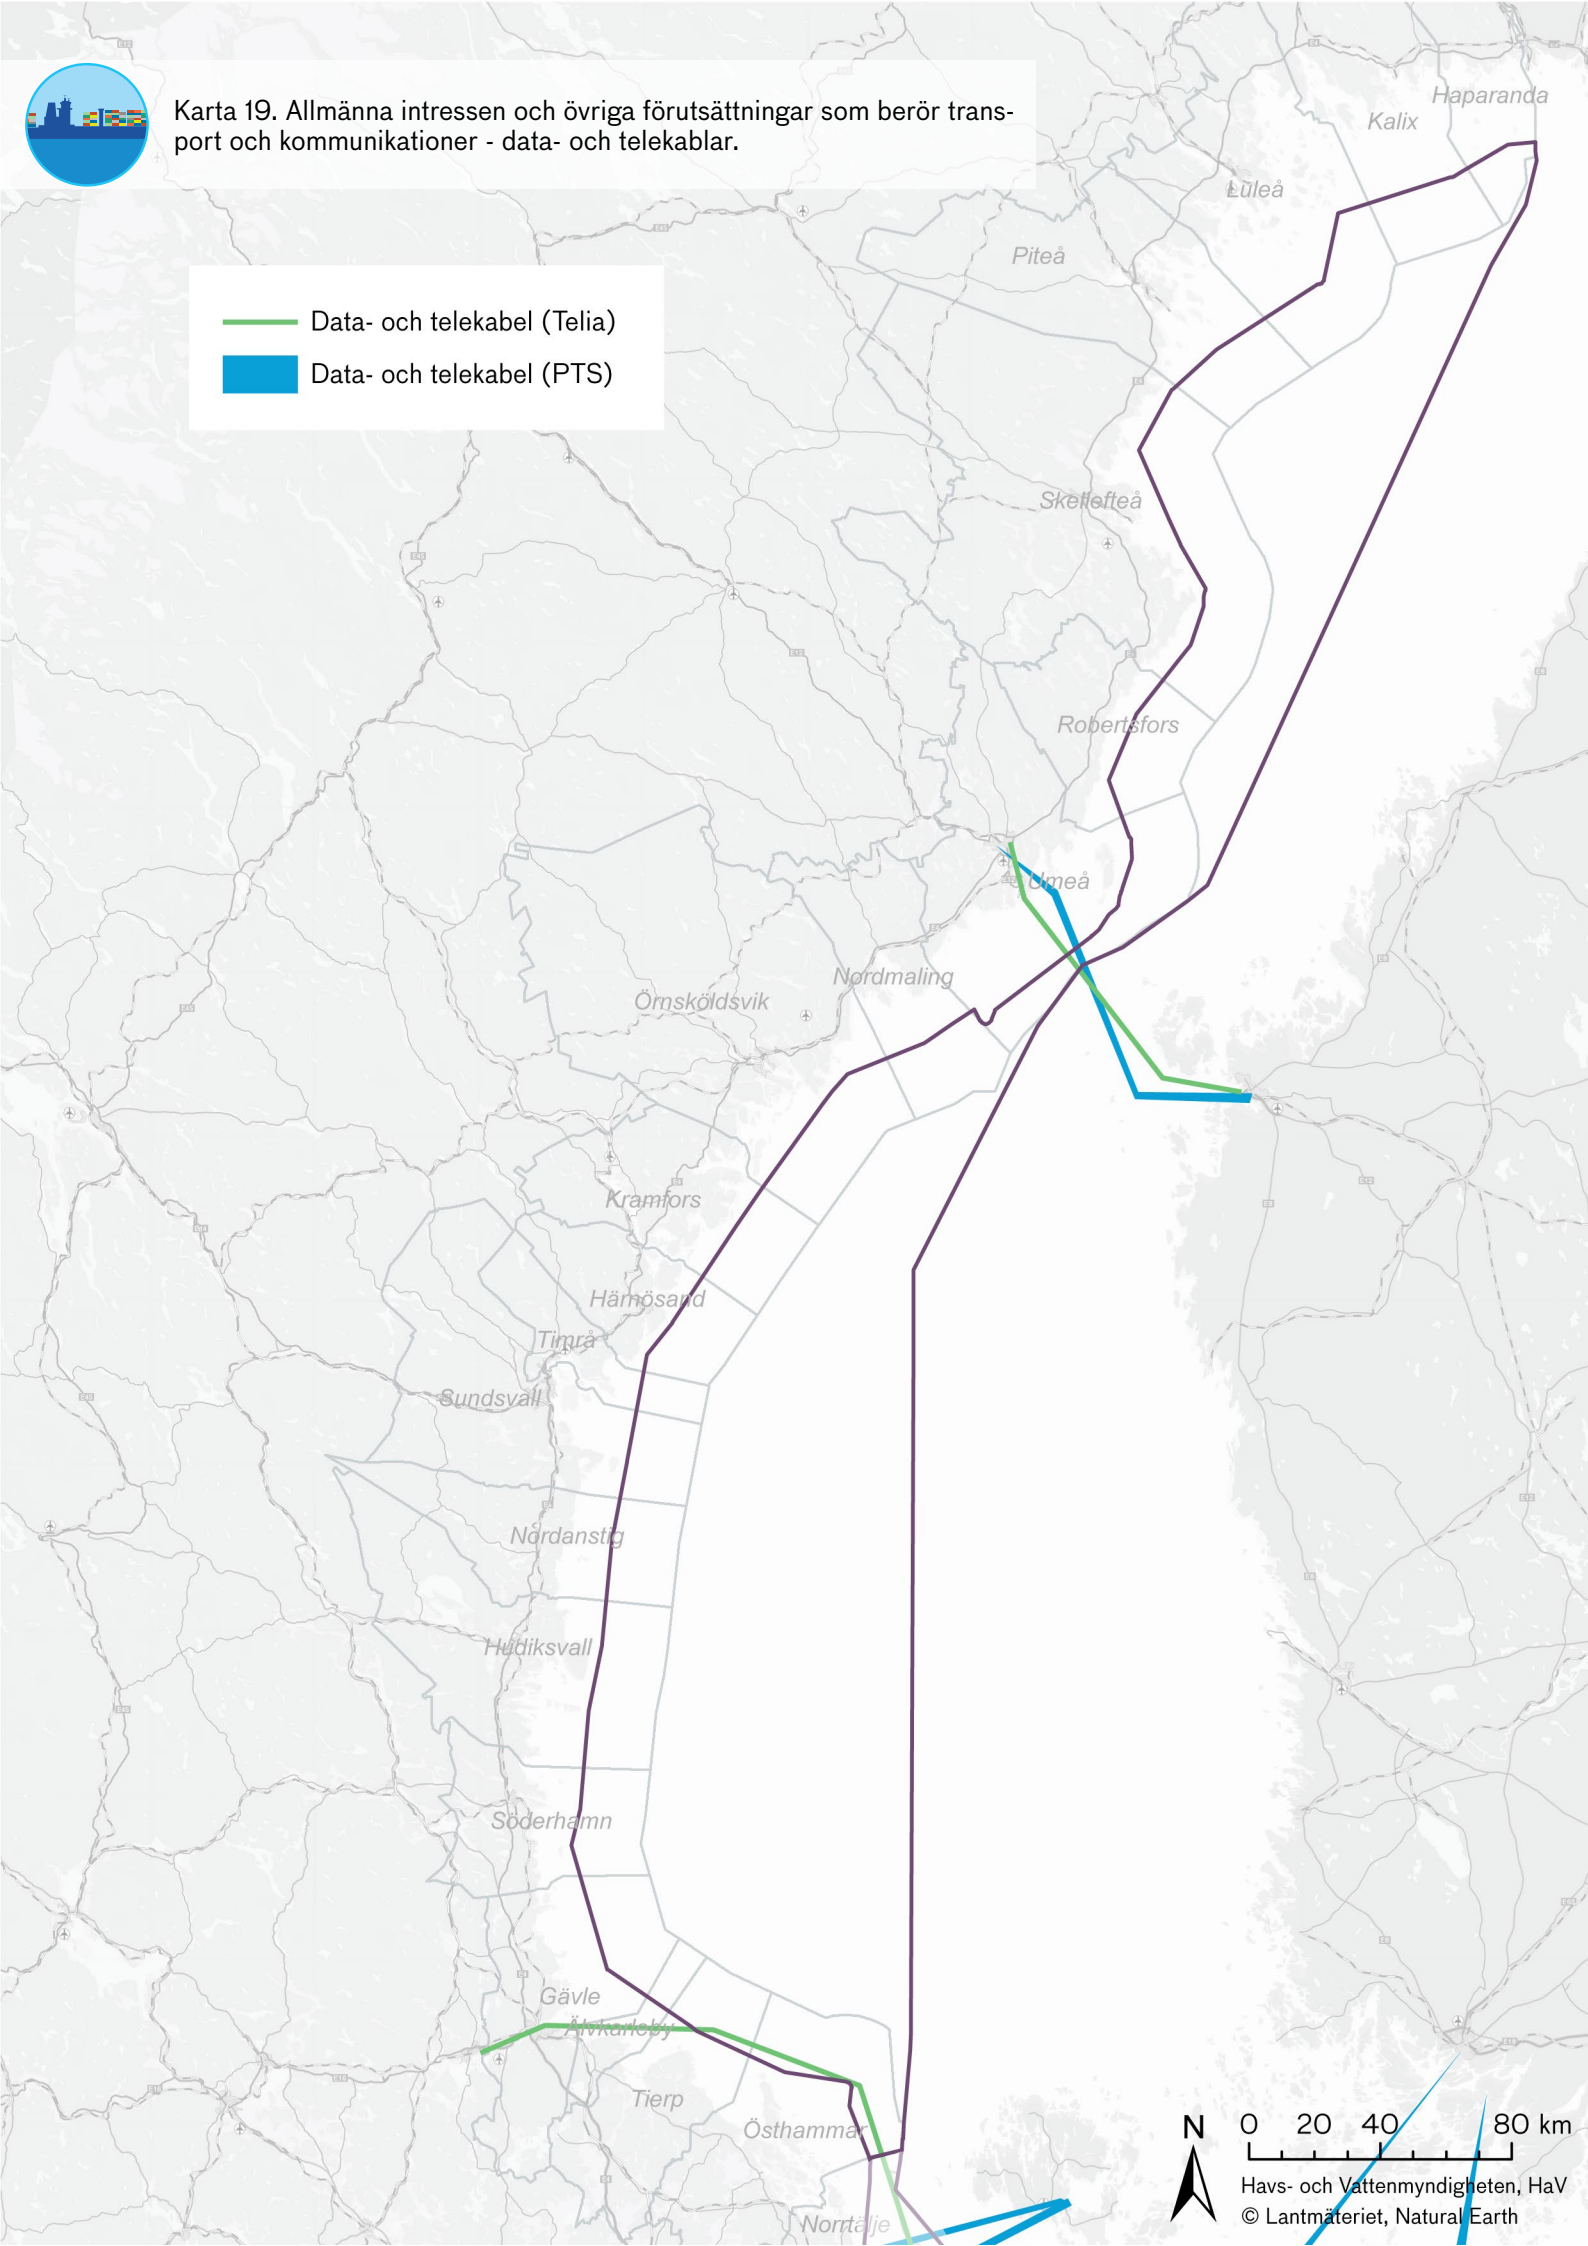 Karta 19. Allmänna intressen och övriga förutsättningar som berör trans-
port och kommunikationer - data- och telekablar.
Data- och telekabel (Telia)
Data- och telekabel (PTS)
Haparanda
Kalix
Luleå
Piteå
Skellefteå
Robertsfors
Umeå
Nordmaling
Örnsköldsvik
Kramfors
Härnösand
Timrå
Sundsvall
Nordanstig
Hudiksvall
Söderhamn
Gävle
Älvkarleby
Tierp
Östhammar
Norrtälje
N 0 20 40 80 km
Havs- och Vattenmyndigheten, HaV
© Lantmäteriet, Natural Earth